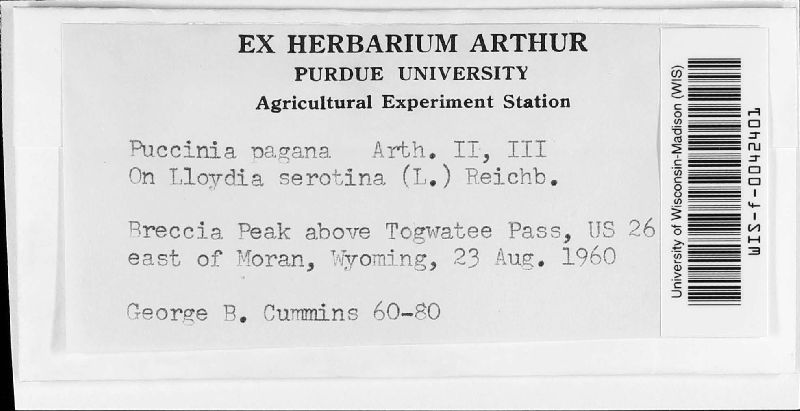 EX HERBARIUM ARTHUR
PURDUE UNIVERSITY
Agricultural Experiment Station
Puccinia pagana Arth. II, III
On Lloydia serotina (L.) Reichb.
Breccia Peak above Togwatee Pass, US 26
east of Moran, Wyoming, 23 Aug. 1960
George B. Cummins 60-80
University of Wisconsin-Madison (WIS)
WIS-f-0042401